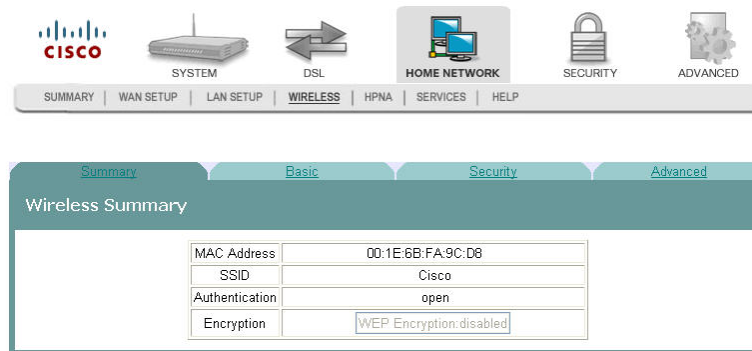 CISCO
SYSTEM DSL HOME NETWORK SECURITY ADVANCED
SUMMARY | WAN SETUP | LAN SETUP | WIRELESS | HPNA | SERVICES | HELP
Summary Basic Security Advanced
Wireless Summary
MAC Address 00:1E:6B:FA:9C:D8
SSID Cisco
Authentication open
Encryption WEP Encryption:disabled